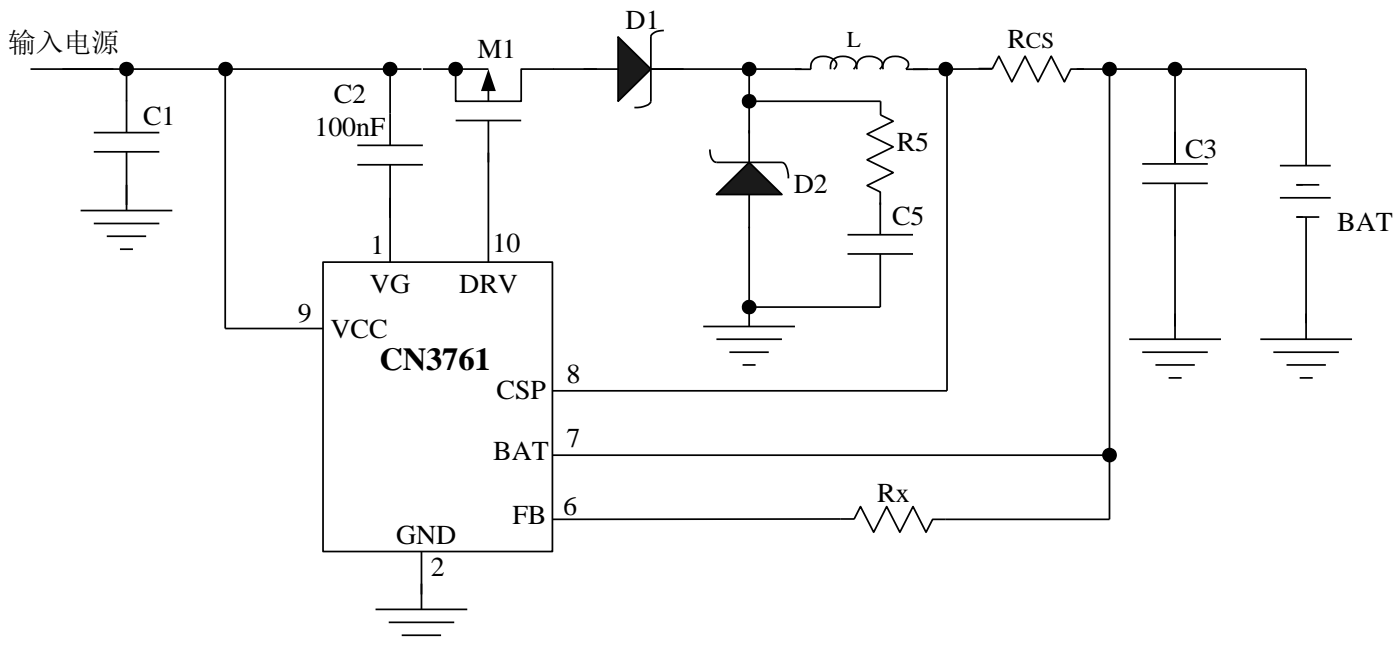 输入电源
D1
M1
L
RCS
C2
100nF
C1
R5
C3
D2
C5
BAT
1
10
VG
DRV
9
VCC
CN3761
8
CSP
7
BAT
Rx
6
FB
GND
2